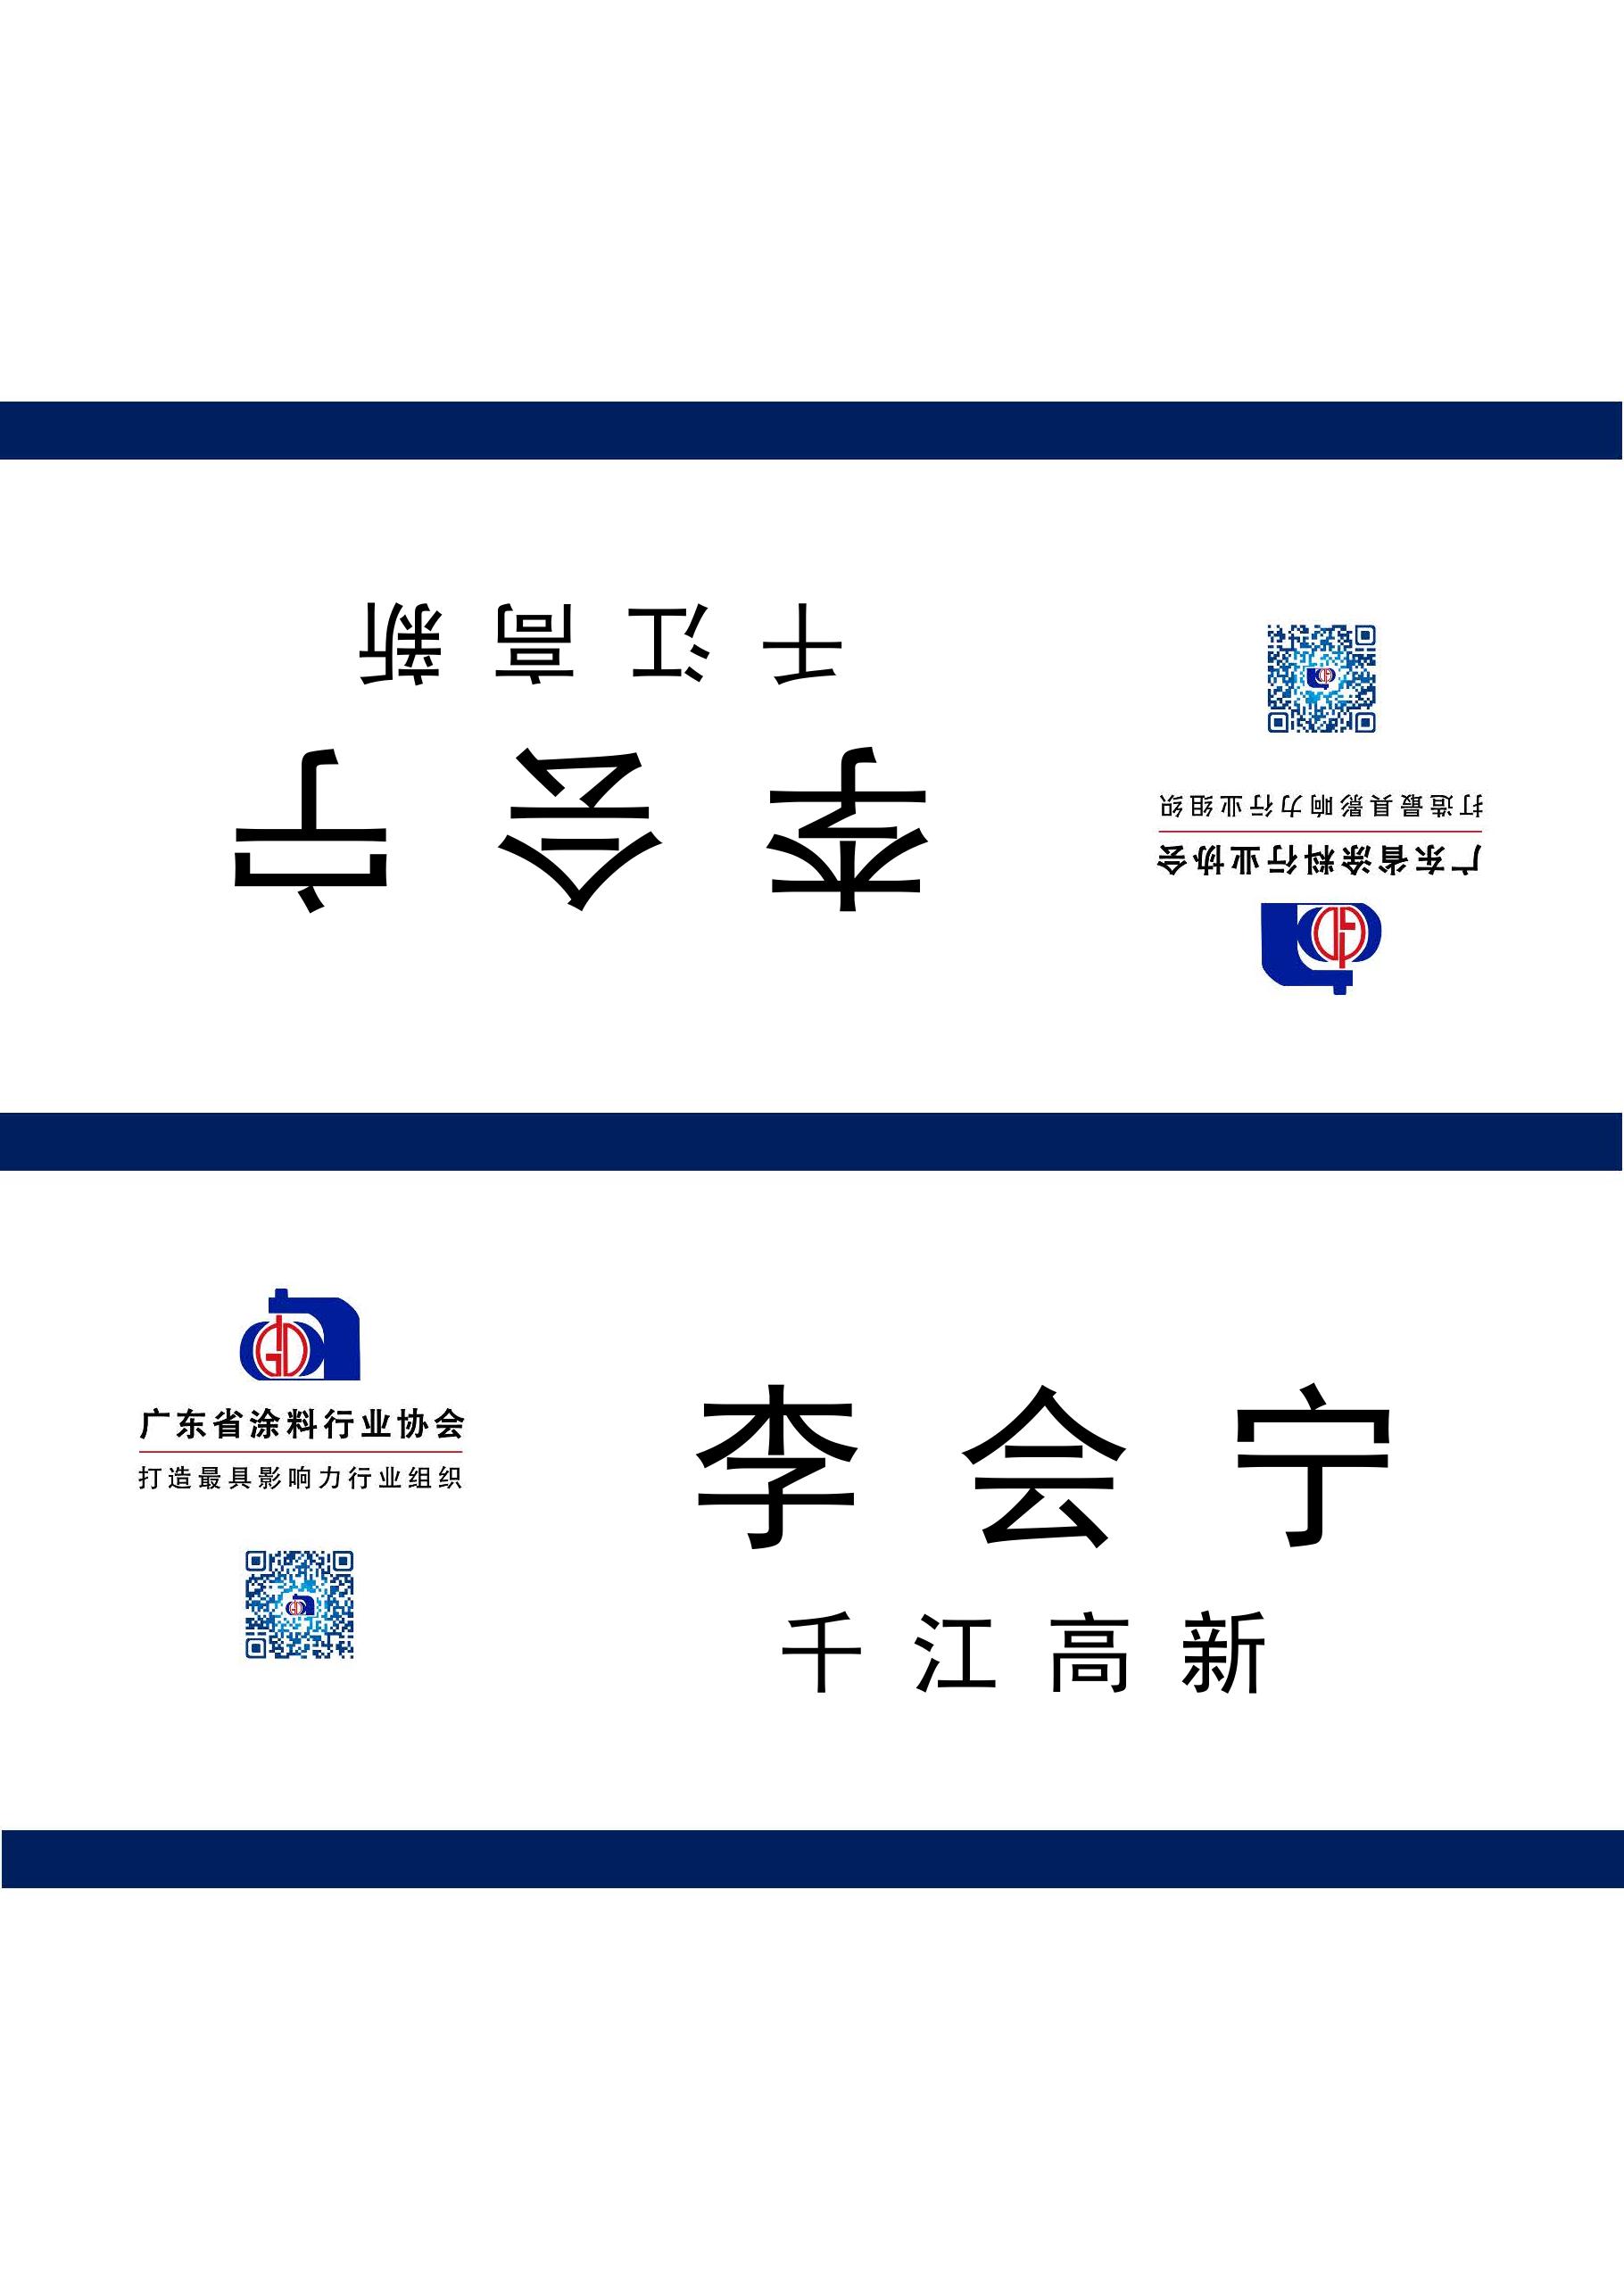 千江高新
李会宁
打造最具影响力行业组织
广东省涂料行业协会
广东省涂料行业协会
打造最具影响力行业组织
李会宁
千江高新